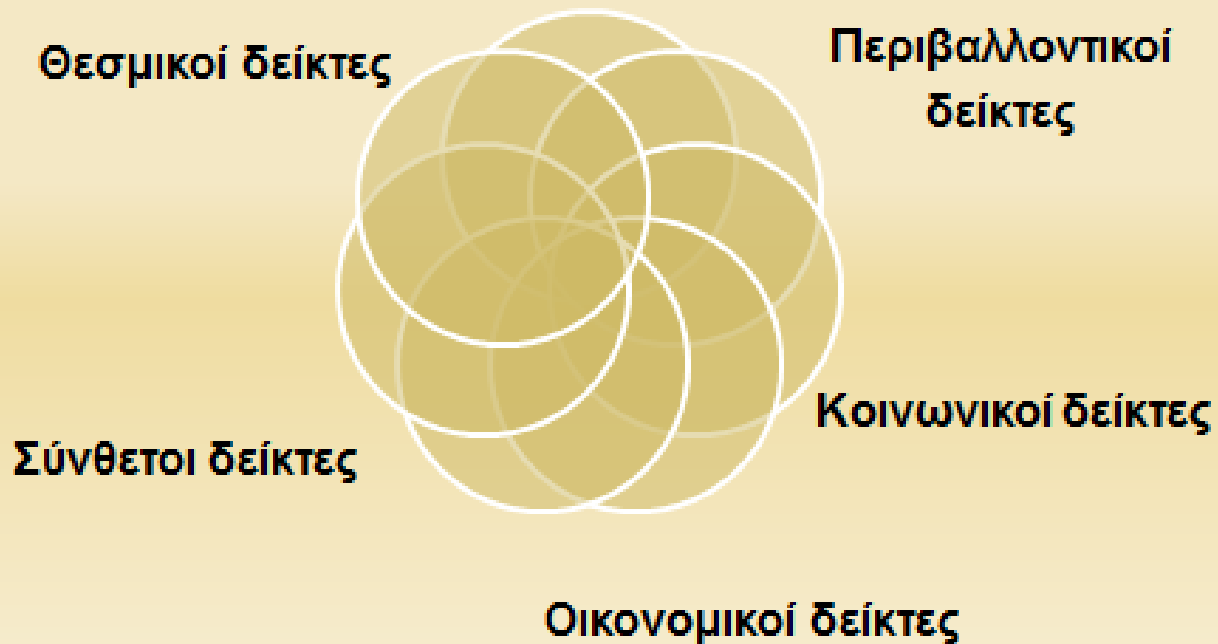 Θεσμικοί δείκτες
Περιβαλλοντικοί
δείκτες
Κοινωνικοί δείκτες
Σύνθετοι δείκτες
Οικονομικοί δείκτες